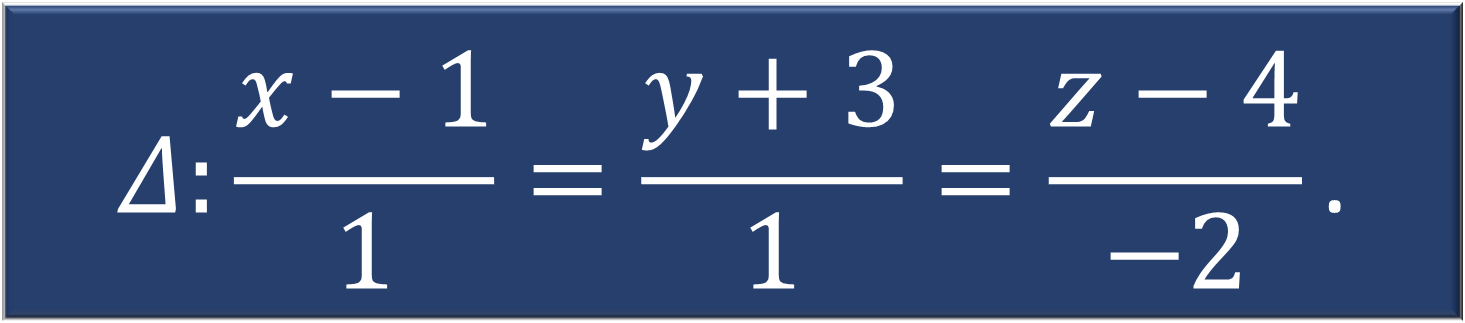 Δ: (x − 1)/1 = (y + 3)/1 = (z − 4)/−2 .